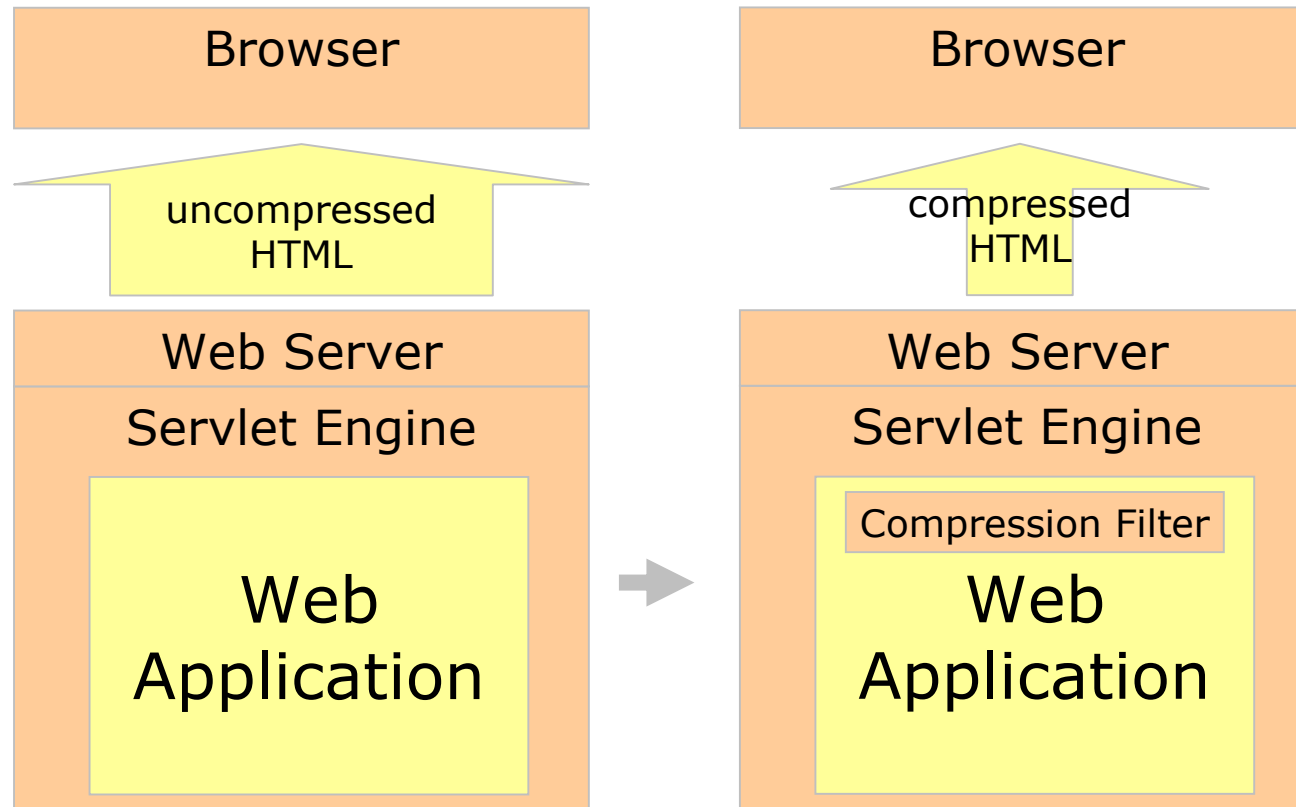 Browser
uncompressed
HTML
Web Server
Servlet Engine
Web
Application
Browser
compressed
HTML
Web Server
Servlet Engine
Compression Filter
Web
Application